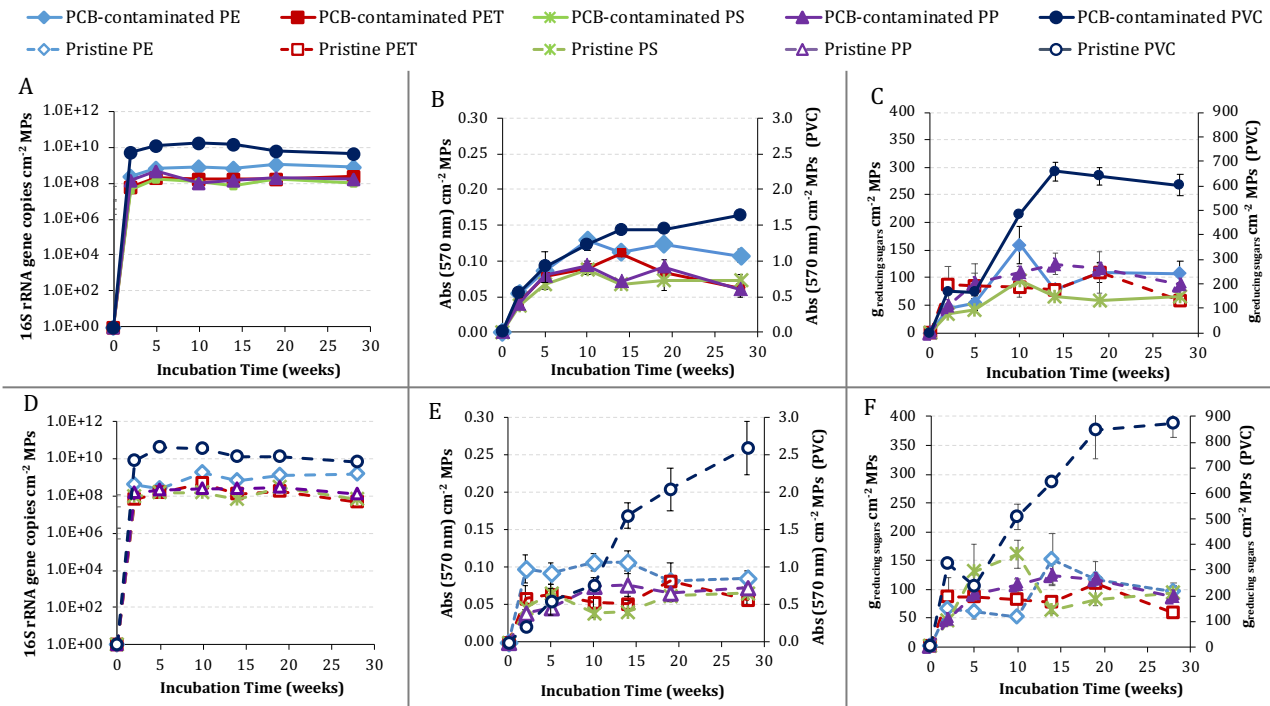 PCB-contaminated PE PCB-contaminated PET PCB-contaminated PS PCB-contaminated PP PCB-contaminated PVC
Pristine PE Pristine PET Pristine PS Pristine PP Pristine PVC
A
16S rRNA gene copies cm-2 MPs
1.0E+12
1.0E+10
1.0E+08
1.0E+06
1.0E+04
1.0E+02
1.0E+00
0 5 10 15 20 25 30
Incubation Time (weeks)
B
Abs (570 nm) cm-2 MPs
0.30
0.25
0.20
0.15
0.10
0.05
0.00
3.0
2.5
2.0
1.5
1.0
0.5
0.0
Abs (570 nm) cm-2 MPs (PVC)
0 5 10 15 20 25 30
Incubation Time (weeks)
C
greducing sugars cm-2 MPs
400
350
300
250
200
150
100
50
0
900
800
700
600
500
400
300
200
100
0
greducing sugars cm-2 MPs (PVC)
0 5 10 15 20 25 30
Incubation Time (weeks)
D
16S rRNA gene copies cm-2 MPs
1.0E+12
1.0E+10
1.0E+08
1.0E+06
1.0E+04
1.0E+02
1.0E+00
0 5 10 15 20 25 30
Incubation Time (weeks)
E
Abs (570 nm) cm-2 MPs
0.30
0.25
0.20
0.15
0.10
0.05
0.00
3.0
2.5
2.0
1.5
1.0
0.5
0.0
Abs (570 nm) cm-2 MPs (PVC)
0 5 10 15 20 25 30
Incubation Time (weeks)
F
greducing sugars cm-2 MPs
400
350
300
250
200
150
100
50
0
900
800
700
600
500
400
300
200
100
0
greducing sugars cm-2 MPs (PVC)
0 5 10 15 20 25 30
Incubation Time (weeks)